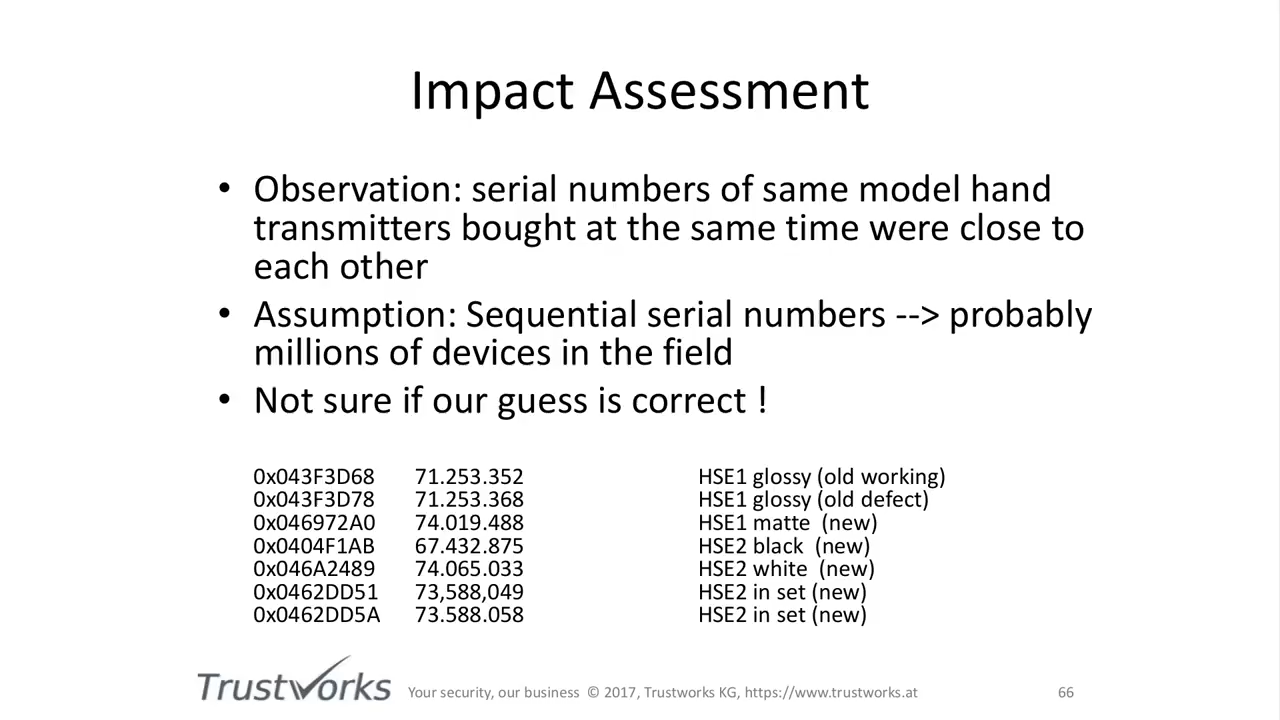 Impact Assessment
• Observation: serial numbers of same model hand
transmitters bought at the same time were close to
each other
• Assumption: Sequential serial numbers --> probably
millions of devices in the field
• Not sure if our guess is correct !
0x043F3D68 71.253.352 HSE1 glossy (old working)
0x043F3D78 71.253.368 HSE1 glossy (old defect)
0x046972A0 74.019.488 HSE1 matte (new)
0x0404F1AB 67.432.875 HSE2 black (new)
0x046A2489 74.065.033 HSE2 white (new)
0x0462DD51 73,588,049 HSE2 in set (new)
0x0462DD5A 73.588.058 HSE2 in set (new)
Trustworks Your security, our business © 2017, Trustworks KG, https://www.trustworks.at 66